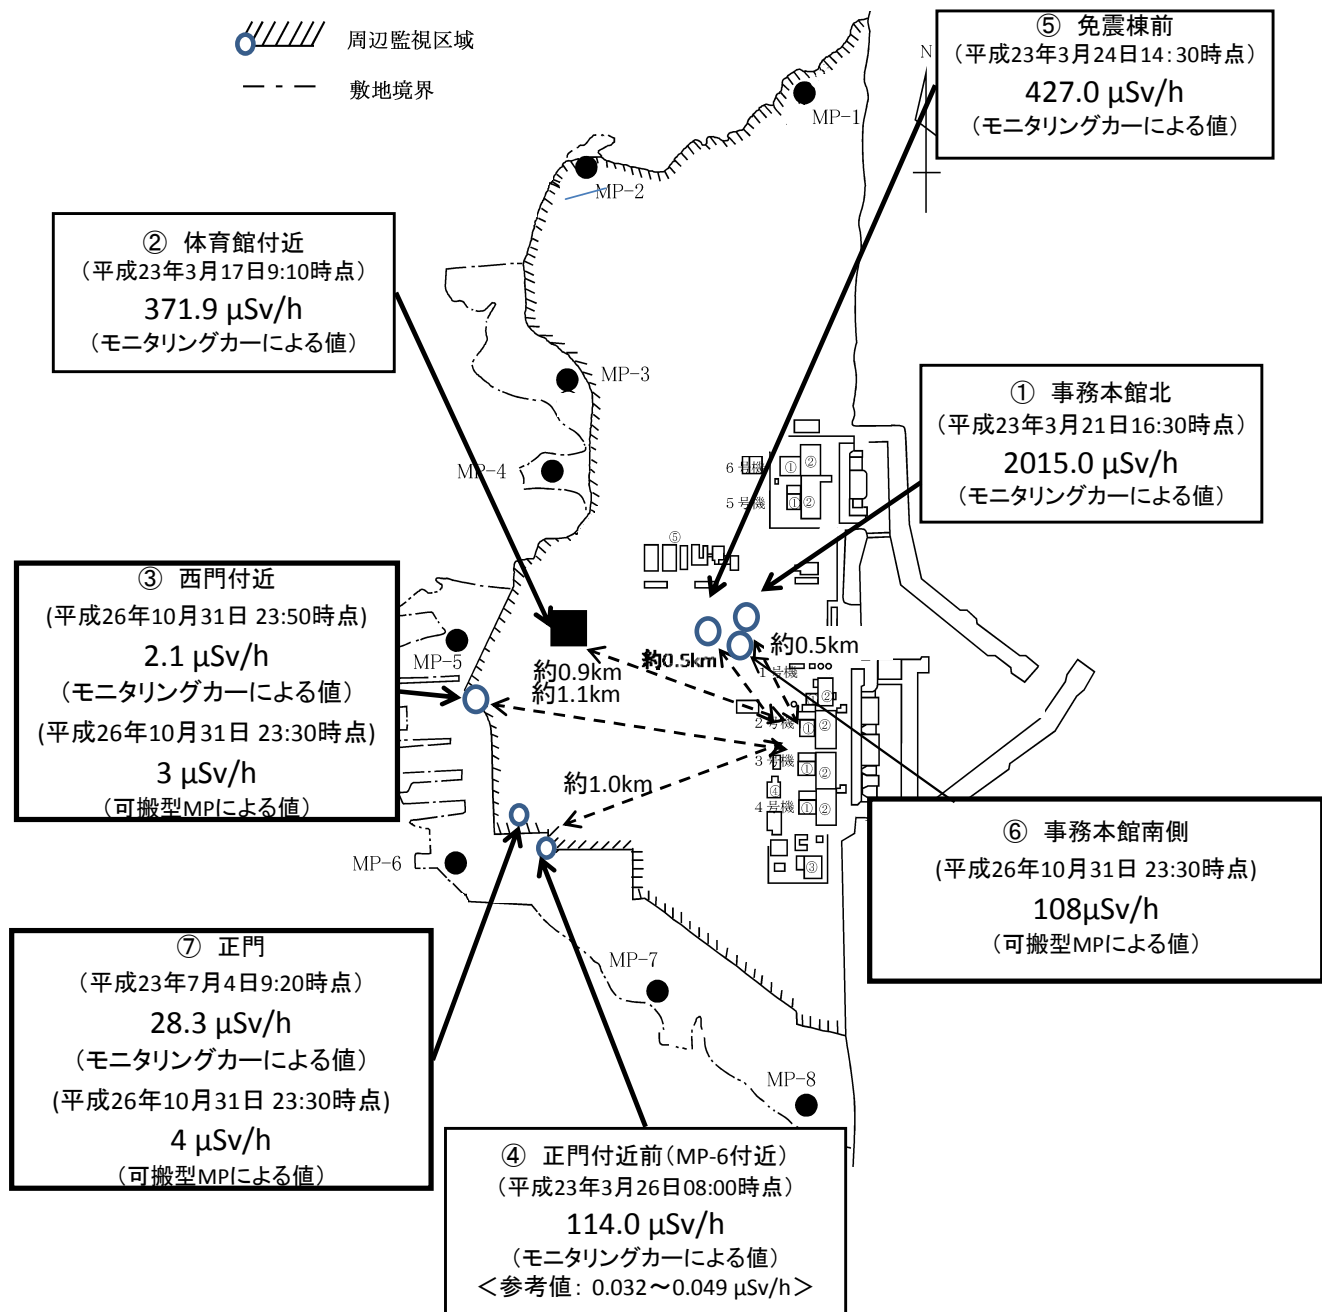 周辺監視区域
敷地境界
⑤ 免震棟前
(平成23年3月24日14:30時点)
427.0 μSv/h
(モニタリングカーによる値)
N
MP-1
MP-2
② 体育館付近
(平成23年3月17日9:10時点)
371.9 μSv/h
(モニタリングカーによる値)
MP-3
① 事務本館北
(平成23年3月21日16:30時点)
2015.0 μSv/h
(モニタリングカーによる値)
MP-4
6号機
① ②
5号機
① ②
⑤
③ 西門付近
(平成26年10月31日 23:50時点)
2.1 μSv/h
(モニタリングカーによる値)
(平成26年10月31日 23:30時点)
3 μSv/h
(可搬型MPによる値)
MP-5
約0.9km
約1.1km
約0.5km
約0.5km
1号機
②
2号機
① ②
3号機
① ②
④
4号機
① ②
③
約1.0km
MP-6
⑥ 事務本館南側
(平成26年10月31日 23:30時点)
108μSv/h
(可搬型MPによる値)
⑦ 正門
(平成23年7月4日9:20時点)
28.3 μSv/h
(モニタリングカーによる値)
(平成26年10月31日 23:30時点)
4 μSv/h
(可搬型MPによる値)
MP-7
MP-8
④ 正門付近前(MP-6付近)
(平成23年3月26日08:00時点)
114.0 μSv/h
(モニタリングカーによる値)
<参考値: 0.032~0.049 μSv/h>